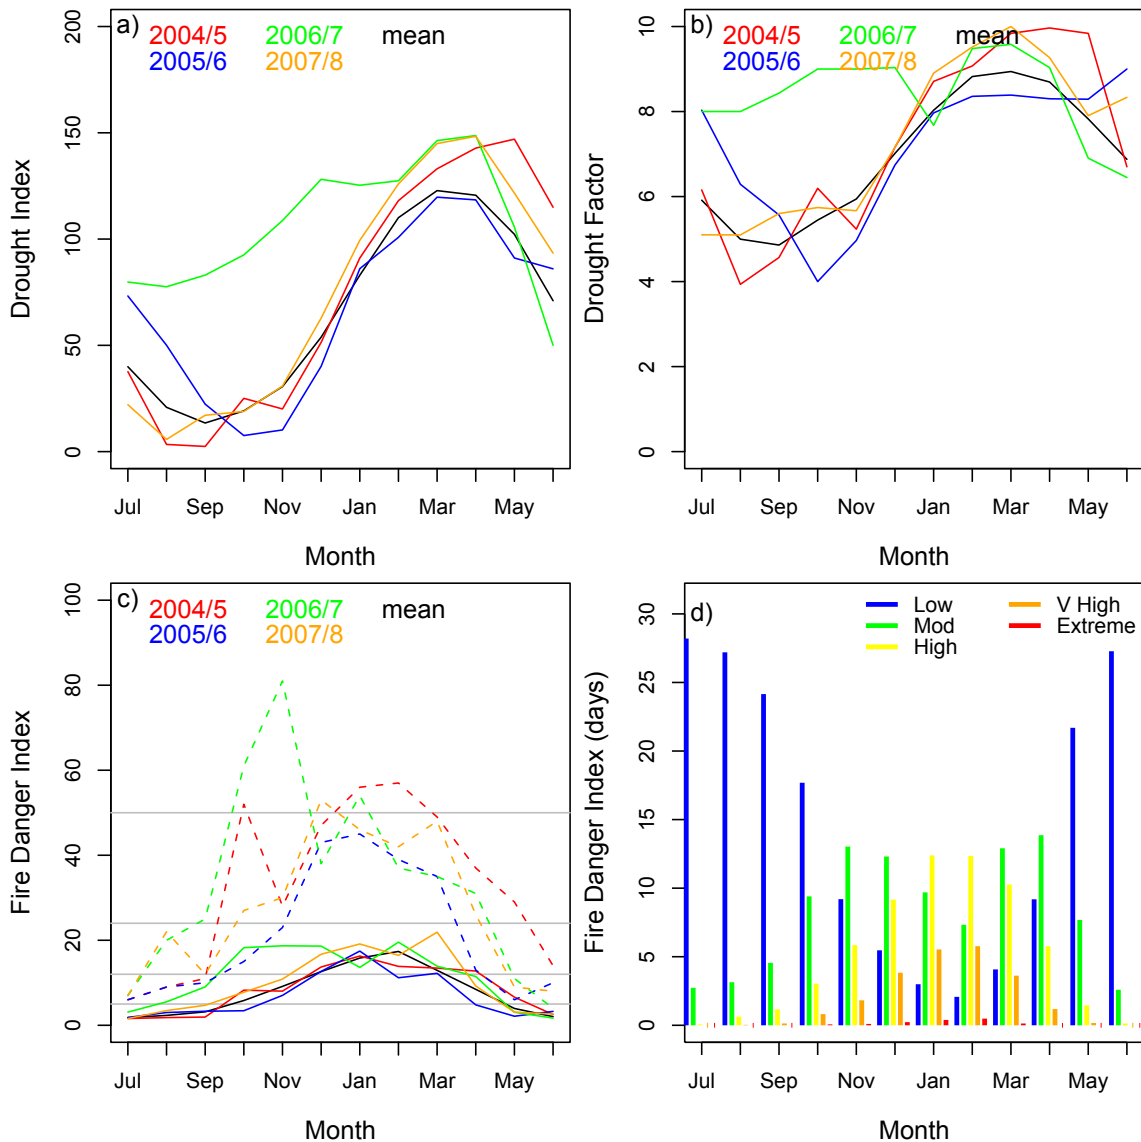 a)
2004/5 2006/7 mean
2005/6 2007/8
Drought Index
0 50 100 150 200
Jul Sep Nov Jan Mar May
Month
b)
2004/5 2006/7 mean
2005/6 2007/8
Drought Factor
0 2 4 6 8 10
Jul Sep Nov Jan Mar May
Month
c)
2004/5 2006/7 mean
2005/6 2007/8
Fire Danger Index
0 20 40 60 80 100
Jul Sep Nov Jan Mar May
Month
d)
Low V High
Mod Extreme
High
Fire Danger Index (days)
0 5 10 15 20 25 30
Jul Sep Nov Jan Mar May
Month